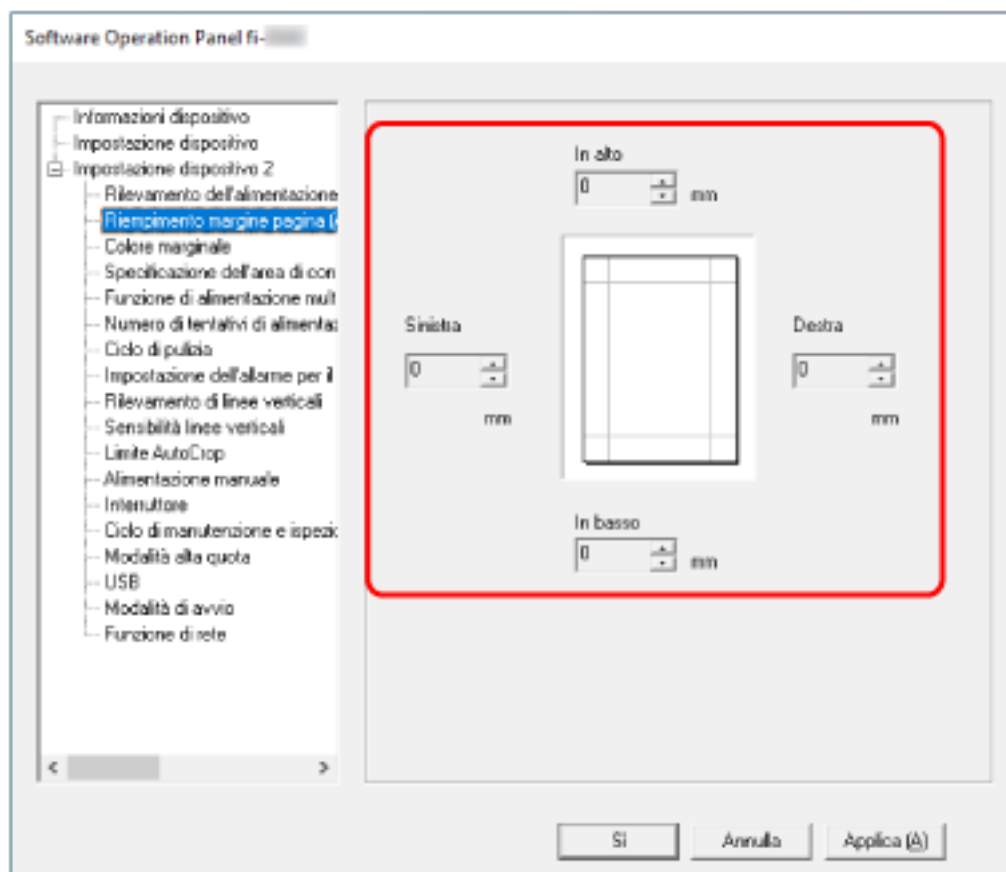 Software Operation Panel fi-
Informazioni dispositivo
Impostazione dispositivo
Impostazione dispositivo 2
Rilevamento dell'alimentazione
Riempimento margine pagina (
Colore marginale
Specificazione dell'area di con
Funzione di alimentazione mult
Numero di tentativi di alimenta
Ciclo di pulizia
Impostazione dell'allarme per il
Rilevamento di linee verticali
Sensibilità linee verticali
Limite AutoCrop
Alimentazione manuale
Interruttore
Ciclo di manutenzione e ispezi
Modalità alta quota
USB
Modalità di avvio
Funzione di rete
In alto
0 mm
Sinistra
0
mm
Destra
0
mm
In basso
0 mm
Si Annulla Applica (A)